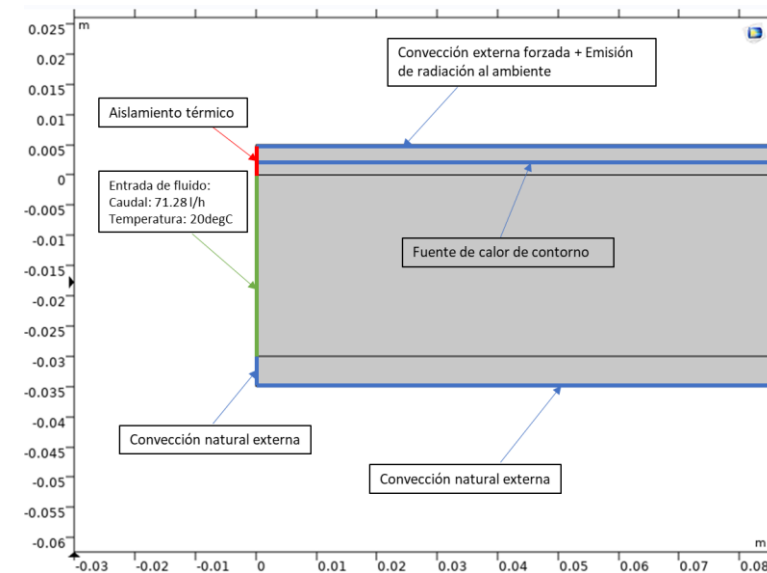 0.025
m
0.02
0.015
0.01
0.005
0
-0.005
-0.01
-0.015
-0.02
-0.025
-0.03
-0.035
-0.04
-0.045
-0.05
-0.055
-0.06
Convección externa forzada + Emisión
de radiación al ambiente
Aislamiento térmico
Entrada de fluido:
Caudal: 71.28 l/h
Temperatura: 20degC
Fuente de calor de contorno
Convección natural externa
Convección natural externa
m
-0.03 -0.02 -0.01 0 0.01 0.02 0.03 0.04 0.05 0.06 0.07 0.08